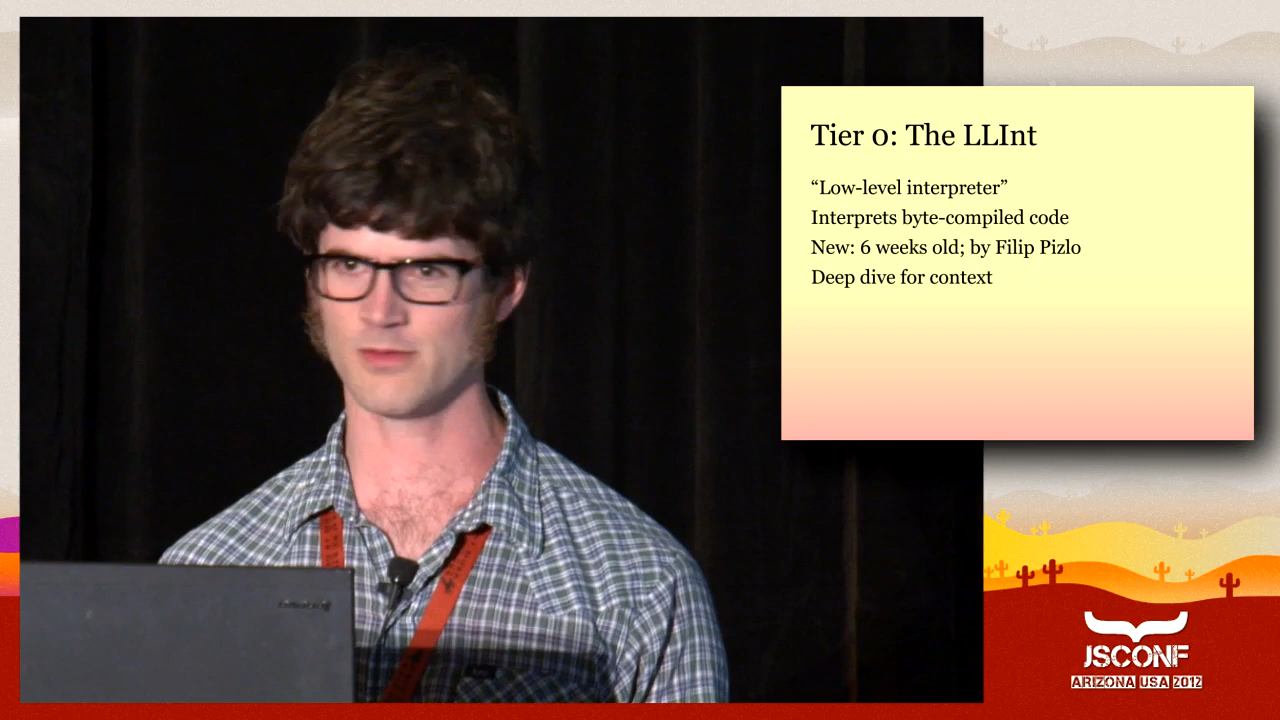 Tier 0: The LLInt
“Low-level interpreter”
Interprets byte-compiled code
New: 6 weeks old; by Filip Pizlo
Deep dive for context
JSCONF
ARIZONA USA 2012